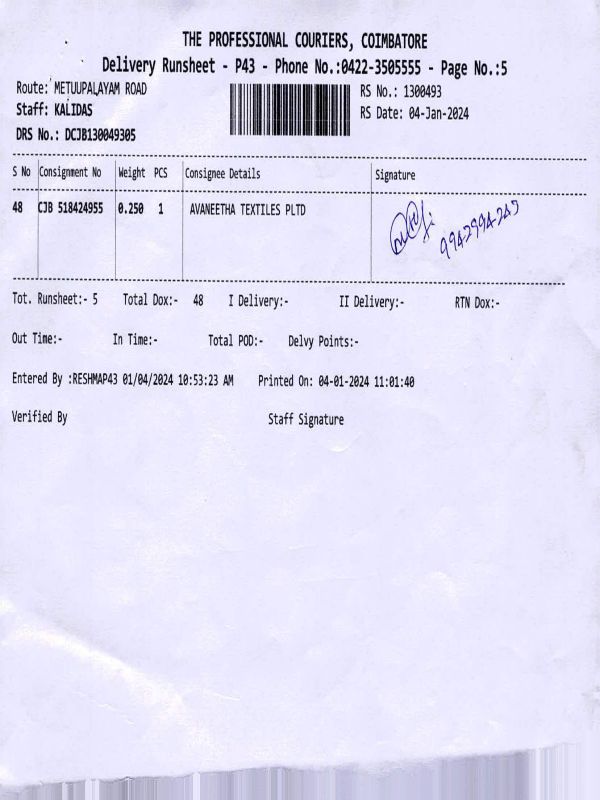 THE PROFESSIONAL COURIERS, COIMBATORE
Delivery Runsheet - P43 - Phone No.:0422-3505555 - Page No.:5
Route: METUUPALAYAM ROAD
RS No.: 1300493
Staff: KALIDAS
RS Date: 04-Jan-2024
DRS No.: DCJB130049305
S No Consignment No Weight PCS Consignee Details Signature
48 CJB 518424955 0.250 1 AVANEETHA TEXTILES PLTD
Tot. Runsheet:- 5 Total Dox:- 48 I Delivery:- II Delivery:- RTN Dox:-
Out Time:- In Time:- Total POD:- Delvy Points:-
Entered By :RESHMAP43 01/04/2024 10:53:23 AM Printed On: 04-01-2024 11:01:40
Verified By Staff Signature